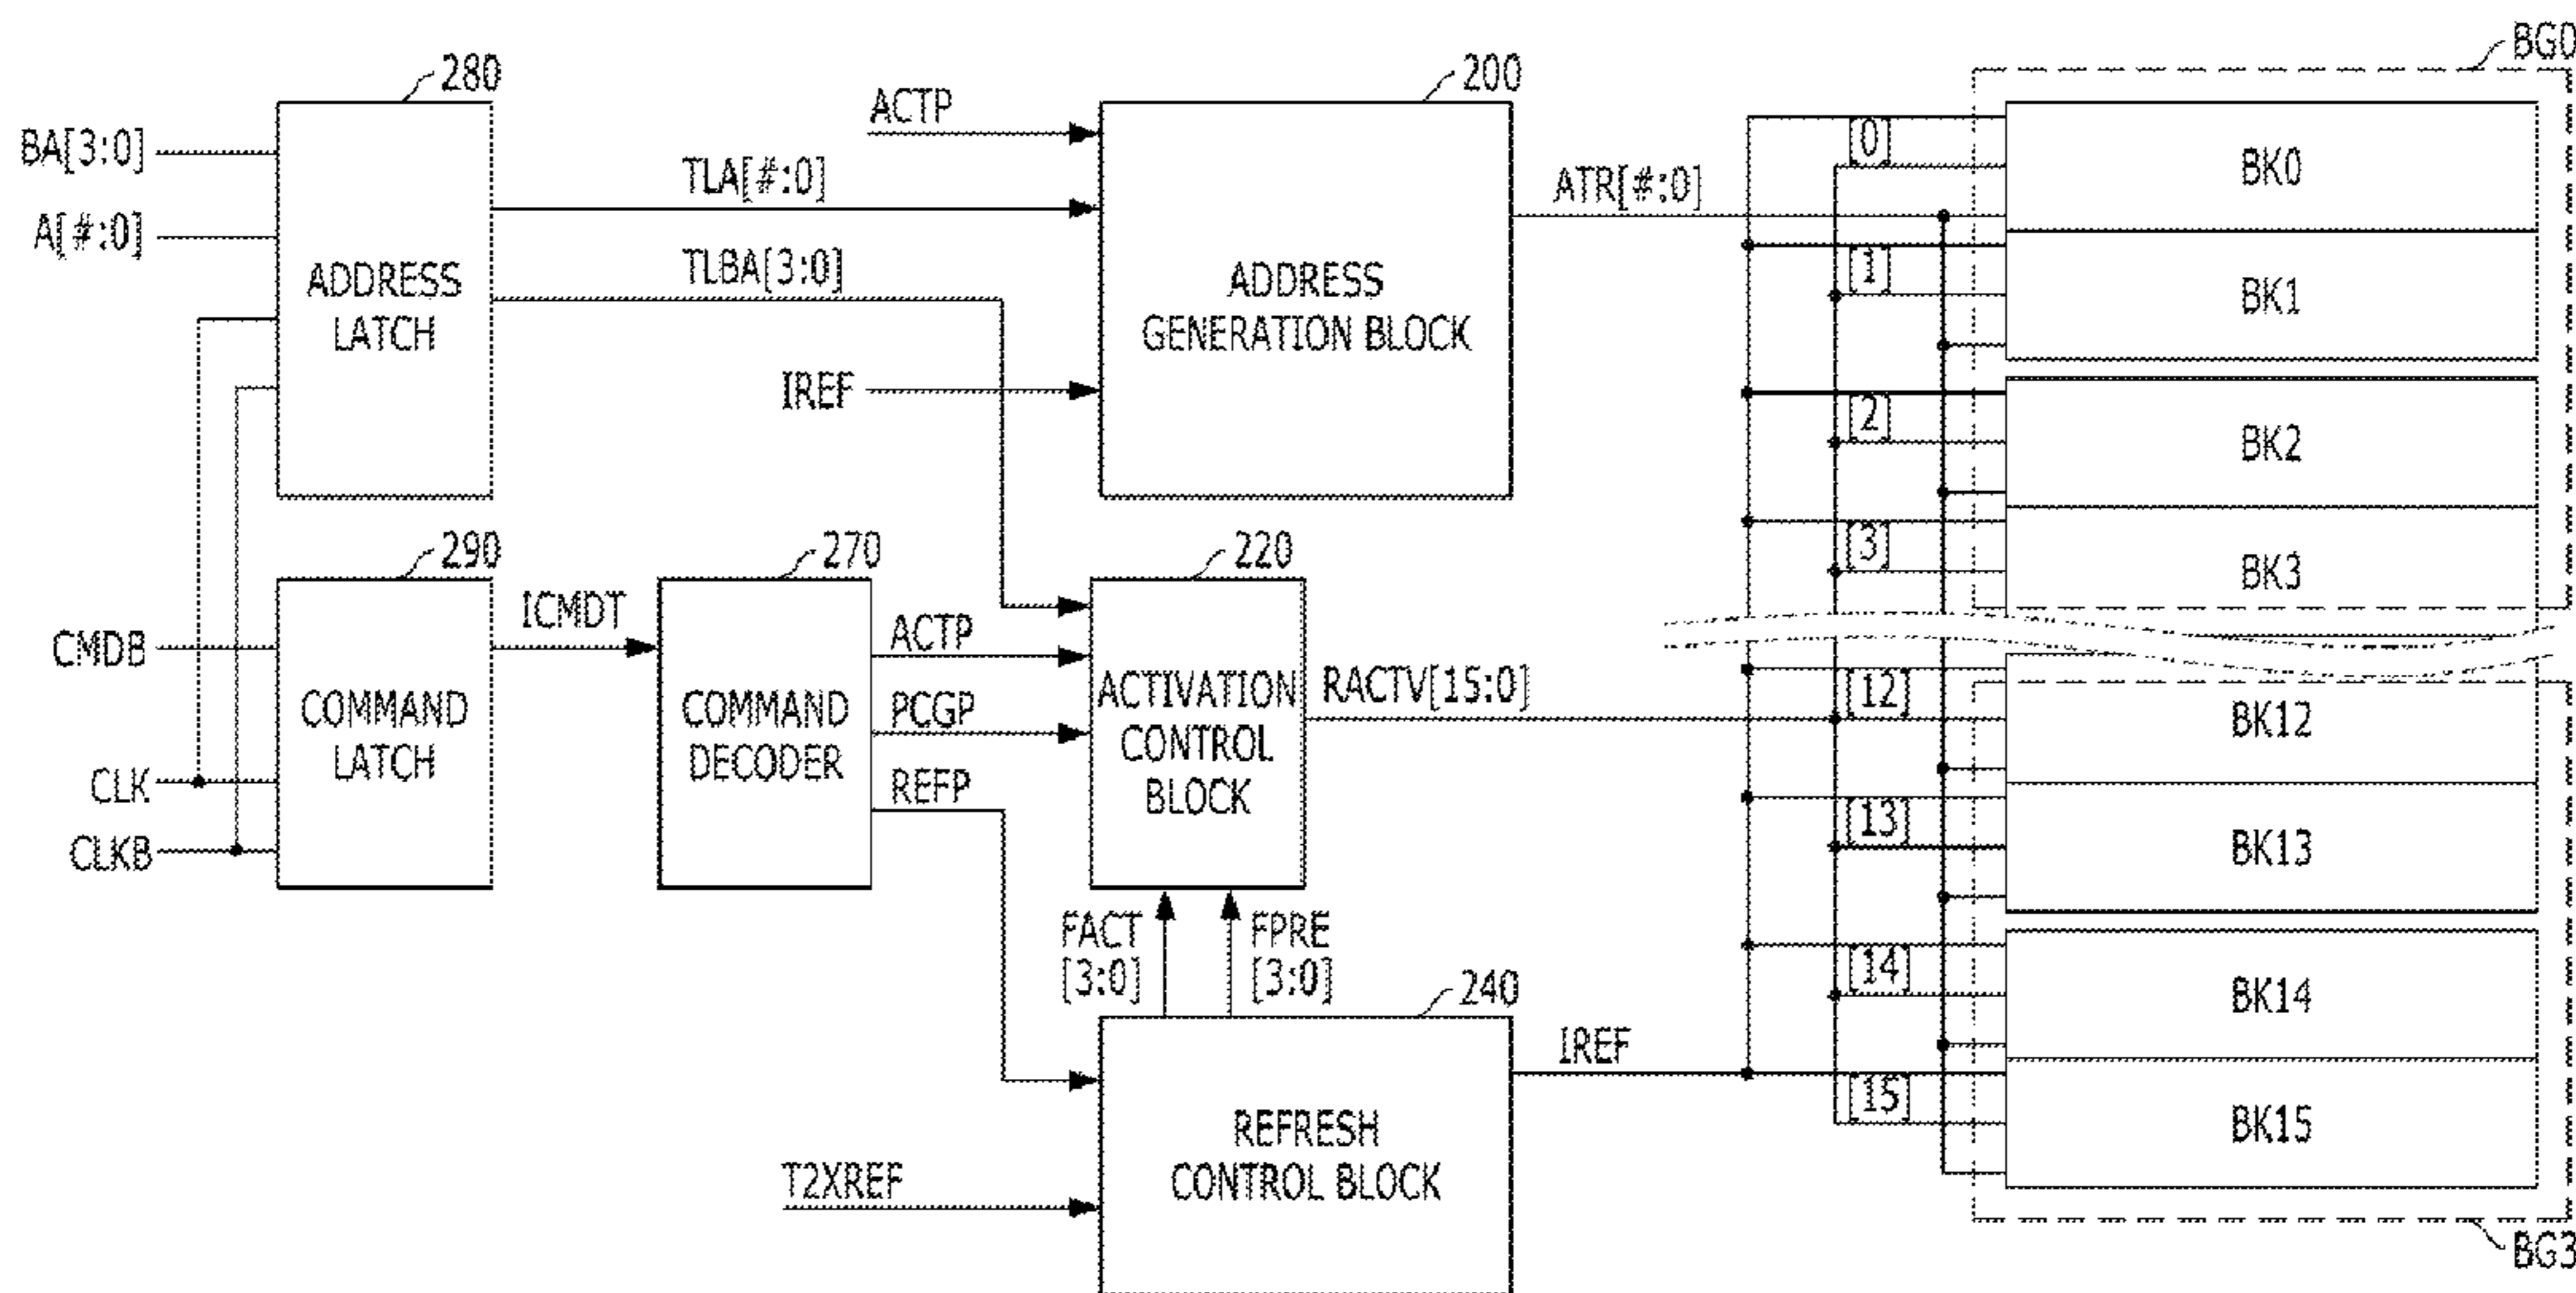 BG0
280
200
ACTP
BA[3:0]
TLA[#:0]
[0]
BK0
ATR[#:0]
A[#:0]
TLBA[3:0]
ADDRESS
LATCH
ADDRESS
GENERATION BLOCK
[1]
BK1
IREF
[2]
BK2
290
270
220
[3]
BK3
ICMDT
CMDB
ACTP
COMMAND
LATCH
COMMAND
DECODER
PCGP
ACTIVATION
CONTROL
BLOCK
RACTV[15:0]
[12]
BK12
CLK
REFP
[13]
BK13
CLKB
FACT
[3:0]
FPRE
[3:0]
240
[14]
BK14
IREF
[15]
BK15
REFRESH
CONTROL BLOCK
T2XREF
BG3